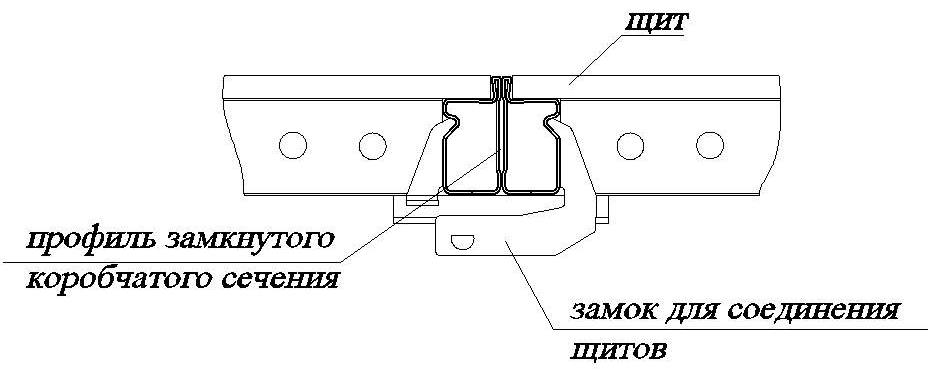 щит
профиль замкнутого
коробчатого сечения
замок для соединения
щитов